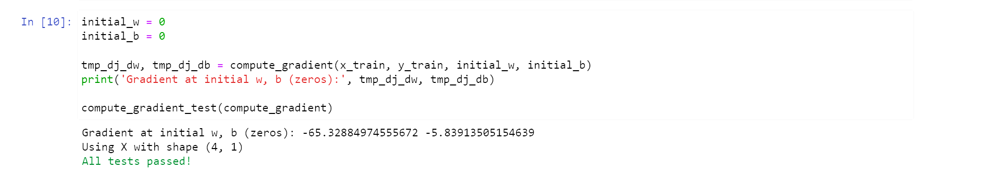 In [10]: initial_w = 0
initial_b = 0
tmp_dj_dw, tmp_dj_db = compute_gradient(x_train, y_train, initial_w, initial_b)
print('Gradient at initial w, b (zeros):', tmp_dj_dw, tmp_dj_db)
compute_gradient_test(compute_gradient)
Gradient at initial w, b (zeros): -65.32884974555672 -5.83913505154639
Using X with shape (4, 1)
All tests passed!